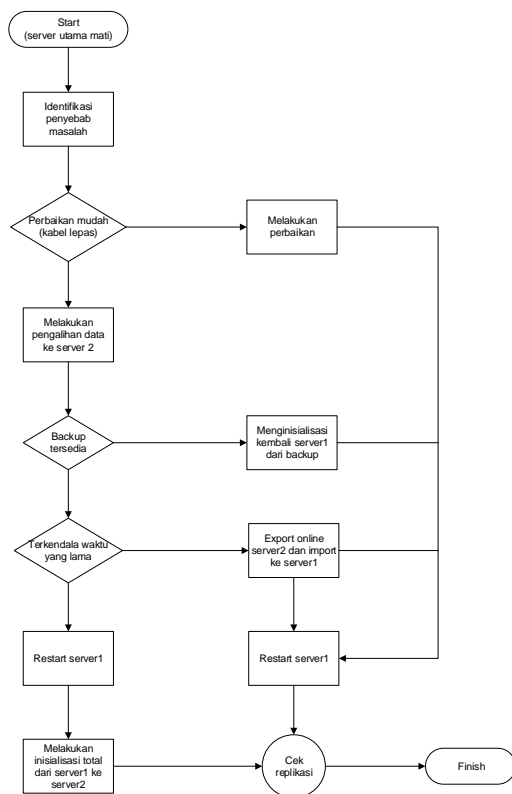 Start
(server utama mati)
Identifikasi
penyebab
masalah
Perbaikan mudah
(kabel lepas)
Melakukan
perbaikan
Melakukan
pengalihan data
ke server 2
Backup
tersedia
Menginisialisasi
kembali server1
dari backup
Terkendala waktu
yang lama
Export online
server2 dan import
ke server1
Restart server1
Restart server1
Melakukan
inisialisasi total
dari server1 ke
server2
Cek
replikasi
Finish